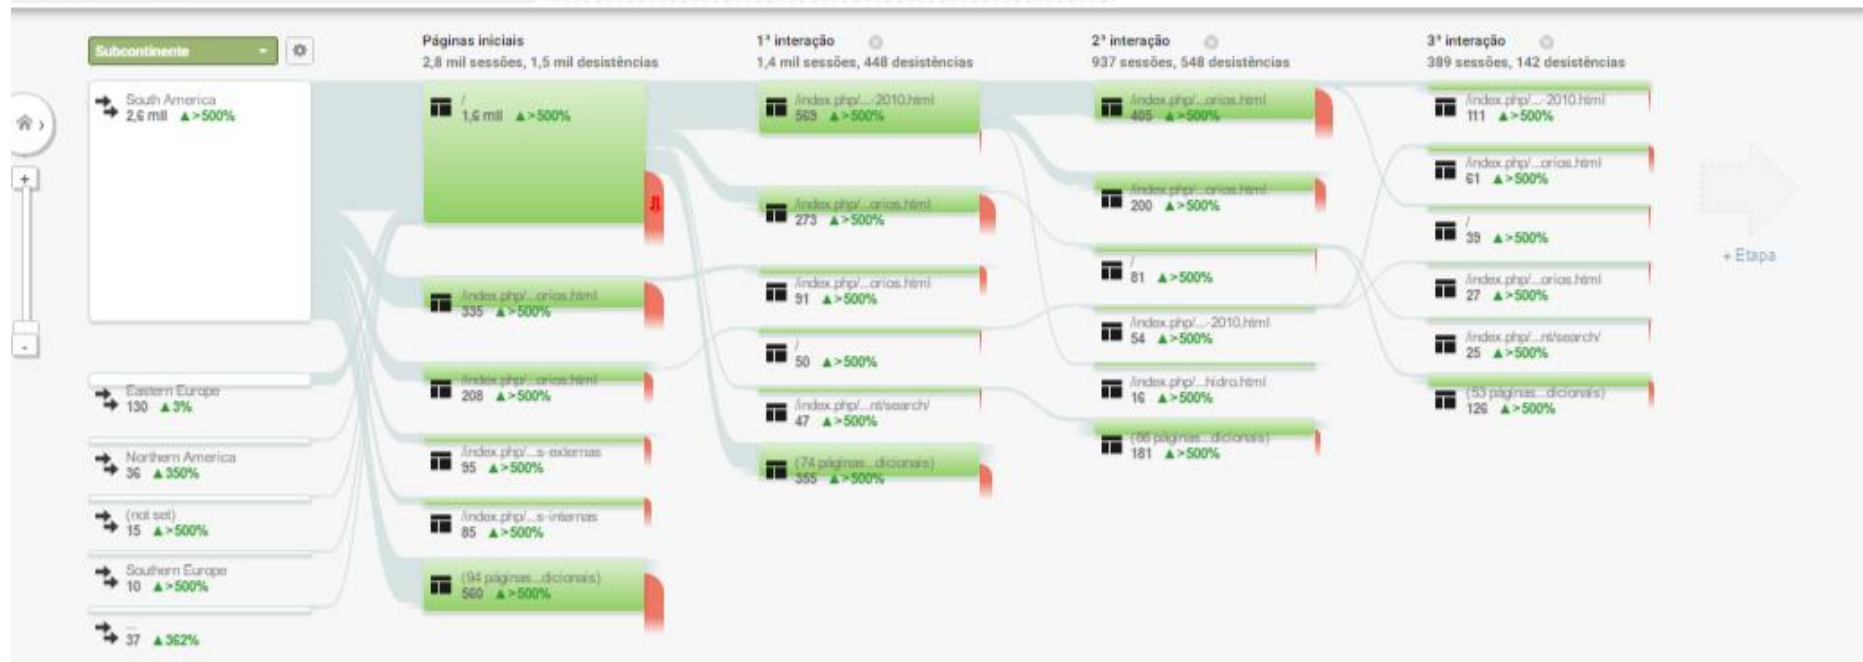 Subcontinente
South America
2,6 mil ▲>500%
Eastern Europe
130 ▲3%
Northern America
36 ▲350%
(not set)
15 ▲>500%
Southern Europe
10 ▲>500%
...
37 ▲362%
Páginas iniciais
2,8 mil sessões, 1,5 mil desistências
/
1,6 mil ▲>500%
/index.php/...orias.html
335 ▲>500%
/index.php/...orias.html
208 ▲>500%
/index.php/...s-externas
95 ▲>500%
/index.php/...s-internas
85 ▲>500%
(94 páginas...dicionais)
560 ▲>500%
1ª interação
1,4 mil sessões, 448 desistências
/index.php/...-2010.html
569 ▲>500%
/index.php/...orias.html
273 ▲>500%
/index.php/...orias.html
91 ▲>500%
/
50 ▲>500%
/index.php/...nt/search/
47 ▲>500%
(74 páginas...dicionais)
355 ▲>500%
2ª interação
937 sessões, 548 desistências
/index.php/...orias.html
405 ▲>500%
/index.php/...orias.html
200 ▲>500%
/
81 ▲>500%
/index.php/...-2010.html
54 ▲>500%
/index.php/...hidro.html
16 ▲>500%
(86 páginas...dicionais)
181 ▲>500%
3ª interação
389 sessões, 142 desistências
/index.php/...-2010.html
111 ▲>500%
/index.php/...orias.html
61 ▲>500%
/
39 ▲>500%
/index.php/...orias.html
27 ▲>500%
/index.php/...nt/search/
25 ▲>500%
(53 páginas...dicionais)
126 ▲>500%
+ Etapa